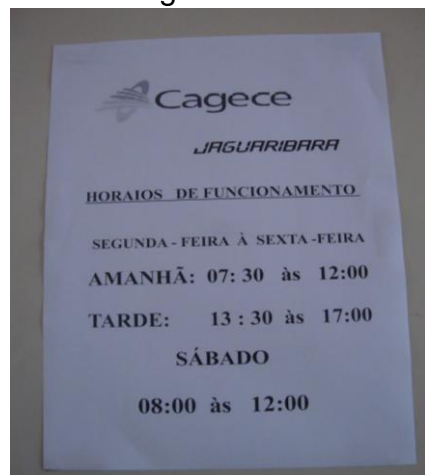 Cagece
JAGUARIBARA
HORAIOS DE FUNCIONAMENTO
SEGUNDA - FEIRA À SEXTA -FEIRA
AMANHÃ: 07: 30 às 12:00
TARDE: 13 : 30 às 17:00
SÁBADO
08:00 às 12:00